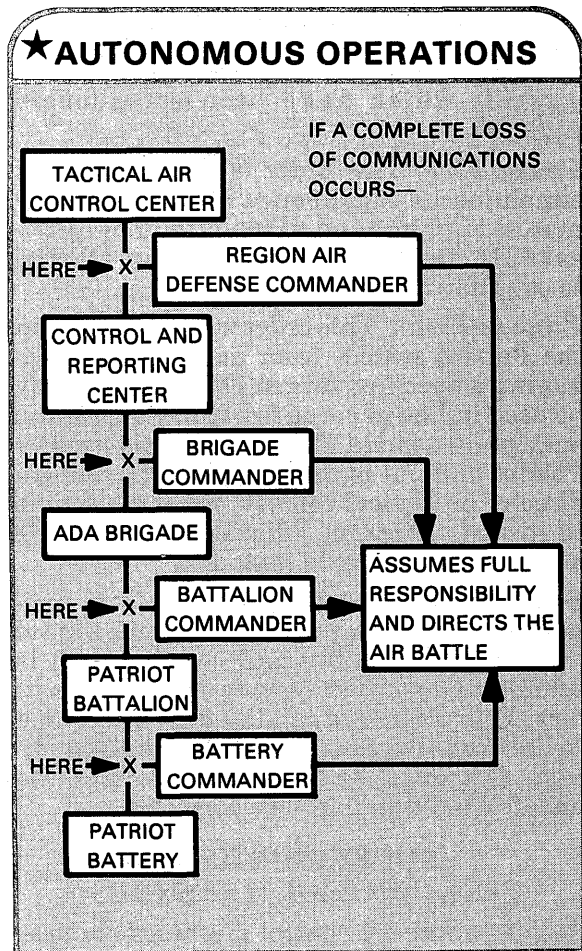 ★AUTONOMOUS OPERATIONS
IF A COMPLETE LOSS
OF COMMUNICATIONS
OCCURS—
TACTICAL AIR
CONTROL CENTER
HERE X REGION AIR
DEFENSE COMMANDER
CONTROL AND
REPORTING
CENTER
HERE X BRIGADE
COMMANDER
ADA BRIGADE
HERE X BATTALION
COMMANDER
ASSUMES FULL
RESPONSIBILITY
AND DIRECTS THE
AIR BATTLE
PATRIOT
BATTALION
HERE X BATTERY
COMMANDER
PATRIOT
BATTERY